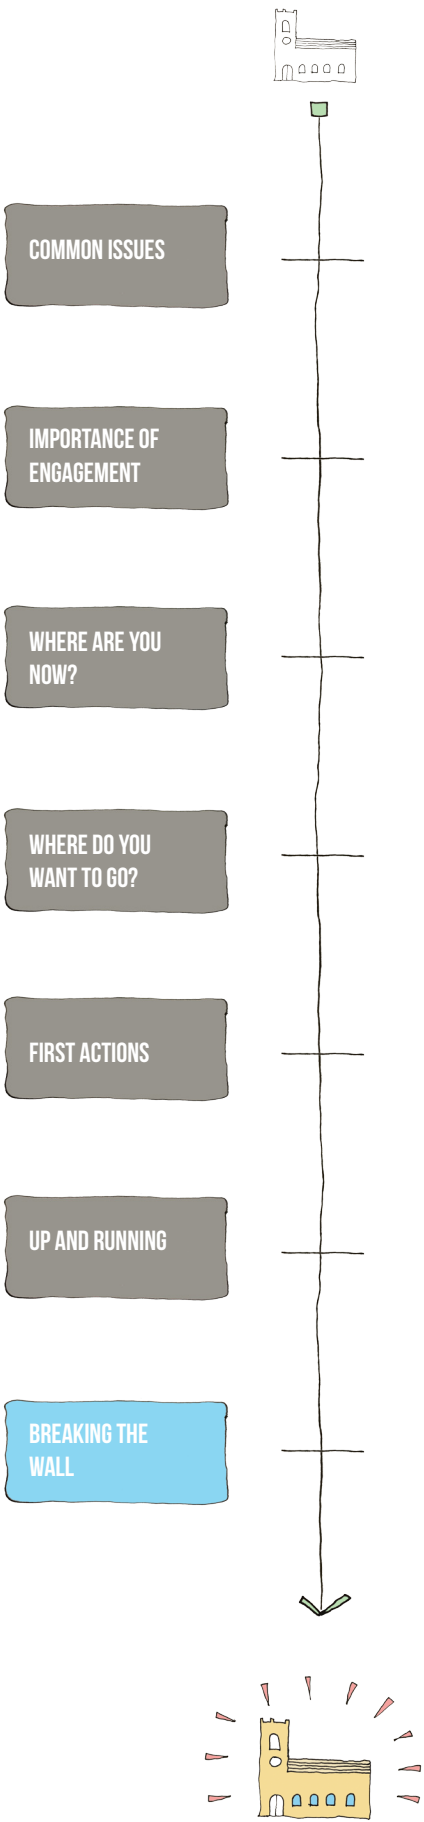 COMMON ISSUES
IMPORTANCE OF
ENGAGEMENT
WHERE ARE YOU
NOW?
WHERE DO YOU
WANT TO GO?
FIRST ACTIONS
UP AND RUNNING
BREAKING THE
WALL